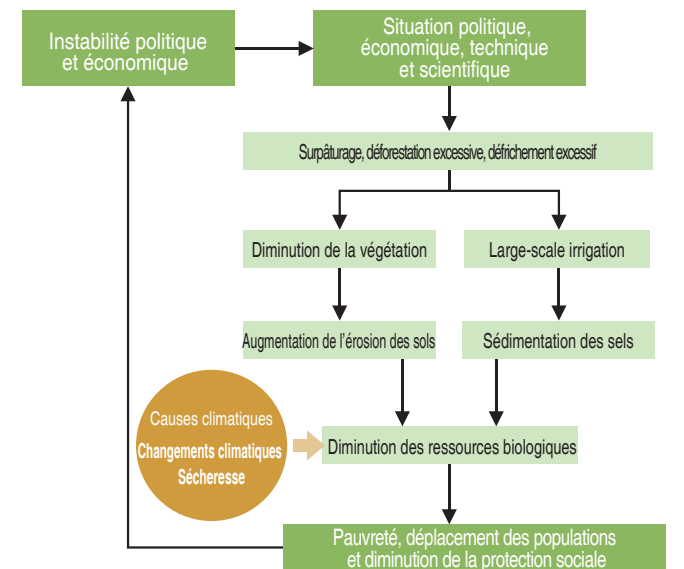 Instabilité politique
et économique
Situation politique,
économique, technique
et scientifique
Surpâturage, déforestation excessive, défrichement excessif
Diminution de la végétation
Large-scale irrigation
Augmentation de l'érosion des sols
Sédimentation des sels
Causes climatiques
Changements climatiques
Sécheresse
Diminution des ressources biologiques
Pauvreté, déplacement des populations
et diminution de la protection sociale